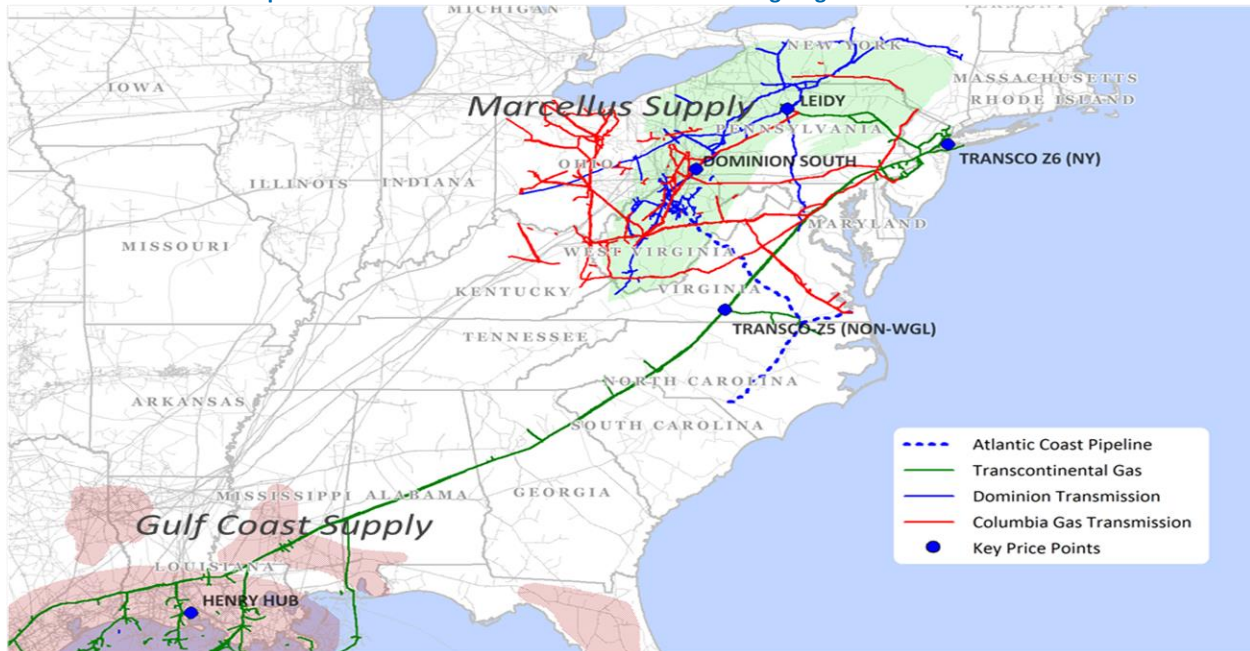 MICHIGAN
VERMONT
NEW YORK
IOWA
MASSACHUSETTS
RHODE ISLAND
Marcellus Supply
LEIDY
PENNSYLVANIA
TRANSCO Z6 (NY)
OHIO
DOMINION SOUTH
ILLINOIS
INDIANA
MARYLAND
MISSOURI
WEST VIRGINIA
KENTUCKY
VIRGINIA
TRANSCO-Z5 (NON-WGL)
TENNESSEE
NORTH CAROLINA
ARKANSAS
SOUTH CAROLINA
MISSISSIPPI
ALABAMA
GEORGIA
Gulf Coast Supply
LOUISIANA
HENRY HUB
Atlantic Coast Pipeline
Transcontinental Gas
Dominion Transmission
Columbia Gas Transmission
Key Price Points